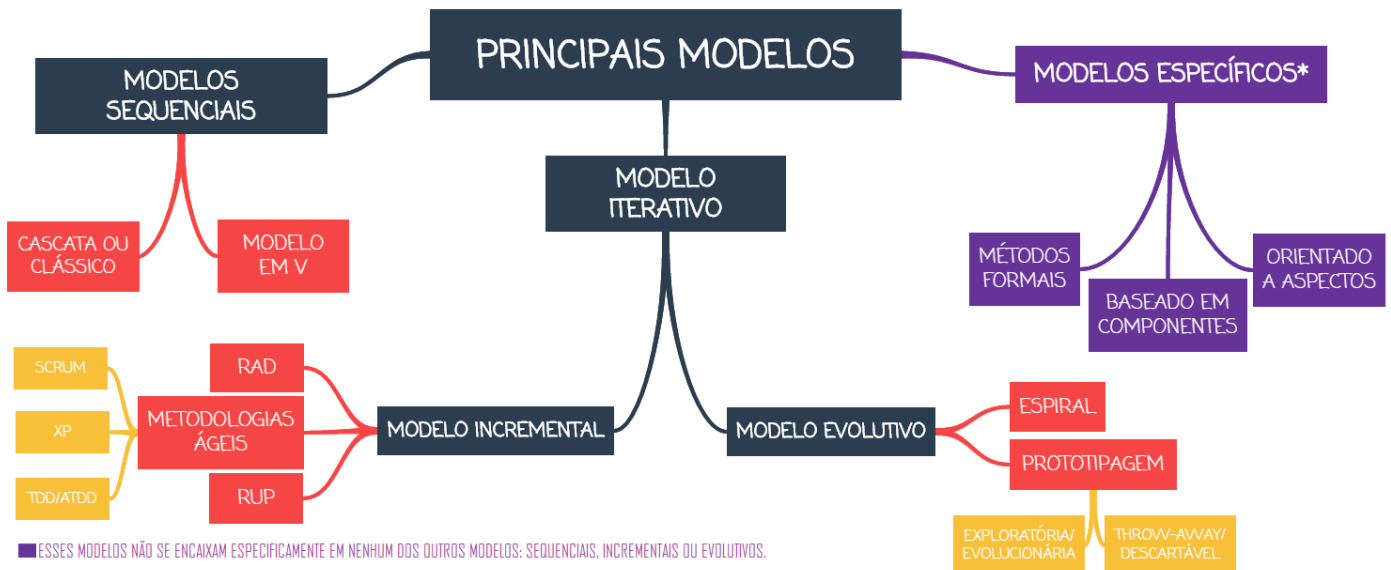 PRINCIPAIS MODELOS
MODELOS
SEQUENCIAIS
MODELOS ESPECÍFICOS*
MODELO
ITERATIVO
CASCATA OU
CLÁSSICO
MODELO
EM V
MÉTODOS
FORMAIS
BASEADO EM
COMPONENTES
ORIENTADO
A ASPECTOS
SCRUM
XP
TDD/ATDD
RAD
METODOLOGIAS
ÁGEIS
RUP
MODELO INCREMENTAL
MODELO EVOLUTIVO
ESPIRAL
PROTOTIPAGEM
EXPLORATÓRIA/
EVOLUCIONÁRIA
THROW-AWAY/
DESCARTÁVEL
ESSES MODELOS NÃO SE ENCAIXAM ESPECIFICAMENTE EM NENHUM DOS OUTROS MODELOS: SEQUENCIAIS, INCREMENTAIS OU EVOLUTIVOS.